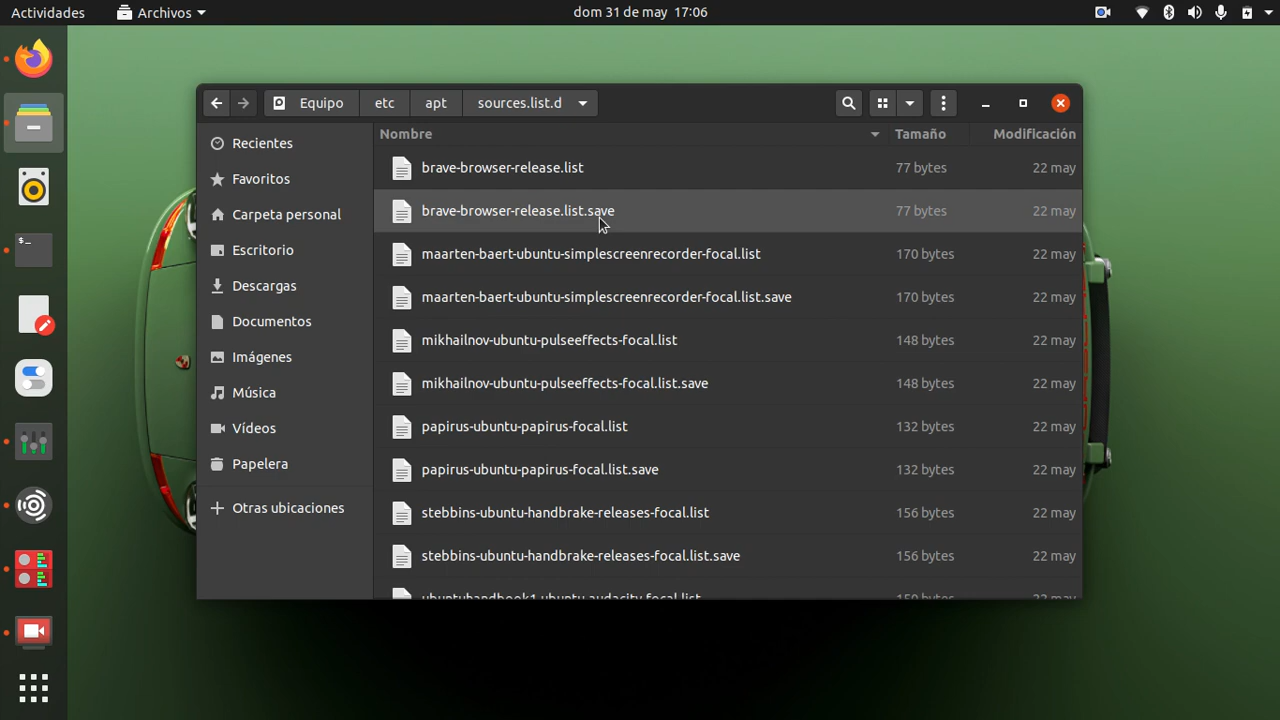 Actividades
Archivos
dom 31 de may 17:06
Equipo
etc
apt
sources.list.d
Recientes
Favoritos
Carpeta personal
Escritorio
Descargas
Documentos
Imágenes
Música
Vídeos
Papelera
Otras ubicaciones
Nombre Tamaño Modificación
brave-browser-release.list 77 bytes 22 may
brave-browser-release.list.save 77 bytes 22 may
maarten-baert-ubuntu-simplescreenrecorder-focal.list 170 bytes 22 may
maarten-baert-ubuntu-simplescreenrecorder-focal.list.save 170 bytes 22 may
mikhailnov-ubuntu-pulseeffects-focal.list 148 bytes 22 may
mikhailnov-ubuntu-pulseeffects-focal.list.save 148 bytes 22 may
papirus-ubuntu-papirus-focal.list 132 bytes 22 may
papirus-ubuntu-papirus-focal.list.save 132 bytes 22 may
stebbins-ubuntu-handbrake-releases-focal.list 156 bytes 22 may
stebbins-ubuntu-handbrake-releases-focal.list.save 156 bytes 22 may
ubuntuhandbook1-ubuntu-audacity-focal.list